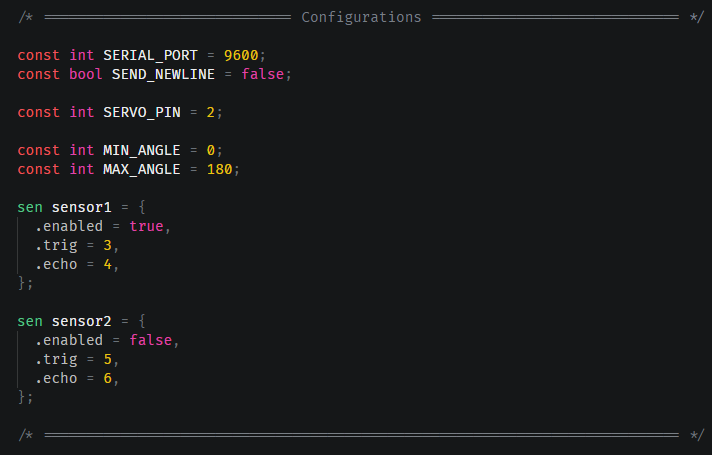 /* ============================= Configurations ============================= */
const int SERIAL_PORT = 9600;
const bool SEND_NEWLINE = false;
const int SERVO_PIN = 2;
const int MIN_ANGLE = 0;
const int MAX_ANGLE = 180;
sen sensor1 = {
  .enabled = true,
  .trig = 3,
  .echo = 4,
};
sen sensor2 = {
  .enabled = false,
  .trig = 5,
  .echo = 6,
};
/* ========================================================================== */